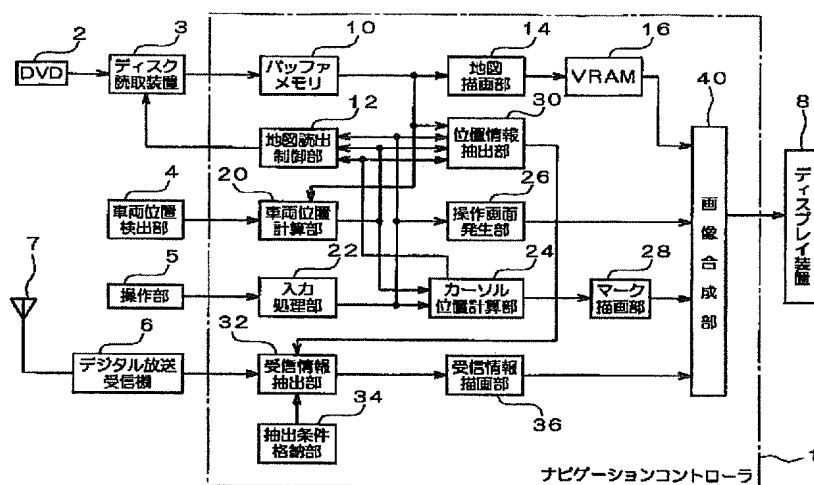 2
DVD
3
ディスク
読取装置
10
バッファ
メモリ
14
地図
描画部
16
VRAM
40
画像合成部
8
ディスプレイ装置
12
地図読出
制御部
30
位置情報
抽出部
4
車両位置
検出部
20
車両位置
計算部
26
操作画面
発生部
7
5
操作部
22
入力
処理部
24
カーソル
位置計算部
28
マーク
描画部
6
デジタル放送
受信機
32
受信情報
抽出部
受信情報
描画部
36
34
抽出条件
格納部
ナビゲーションコントローラ
1